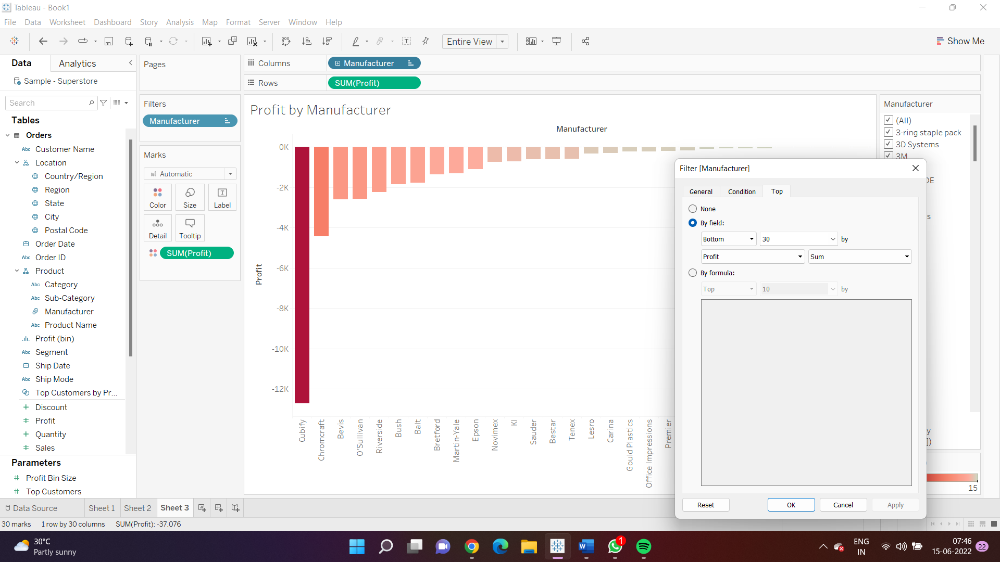 Tableau - Book1
File Data Worksheet Dashboard Story Analysis Map Format Server Window Help
Entire View
Show Me
Data Analytics
Sample - Superstore
Search
Tables
Orders
Abc Customer Name
Location
Country/Region
Region
State
City
Postal Code
Order Date
Abc Order ID
Product
Abc Category
Abc Sub-Category
Manufacturer
Abc Product Name
Profit (bin)
Abc Segment
Ship Date
Abc Ship Mode
Top Customers by Pr...
Discount
Profit
Quantity
Sales
Parameters
Profit Bin Size
Top Customers
Pages
Filters
Manufacturer
Marks
Automatic
Color Size Label
Detail Tooltip
SUM(Profit)
Columns Manufacturer
Rows SUM(Profit)
Profit by Manufacturer
Manufacturer
0K
-2K
-4K
-6K
-8K
-10K
-12K
Profit
Cubify
Chromcraft
Bevis
O'Sullivan
Riverside
Bush
Balt
Bretford
Martin-Yale
Epson
Novimex
KI
Sauder
Bestar
Tenex
Lesro
Carina
Gould Plastics
Office Impressions
Premier
Manufacturer
(All)
3-ring staple pack
3D Systems
3M
DE
s
y
])
15
Filter [Manufacturer]
General Condition Top
None
By field:
Bottom 30 by
Profit Sum
By formula:
Top 10 by
Reset OK Cancel Apply
Data Source Sheet 1 Sheet 2 Sheet 3
30 marks 1 row by 30 columns SUM(Profit): -37,076
30°C
Partly sunny
1
ENG
IN
07:46
15-06-2022
22